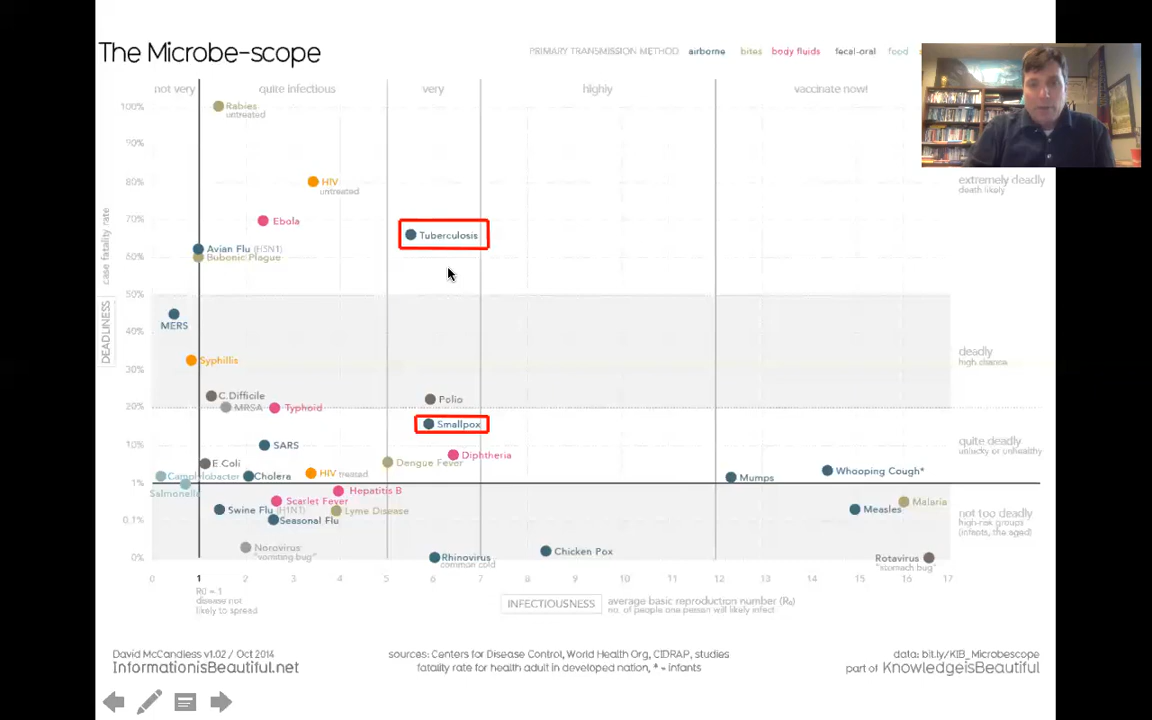 The Microbe-scope
PRIMARY TRANSMISSION METHOD airborne bites body fluids fecal-oral food
not very quite infectious very highly vaccinate now!
100%
90%
80%
70%
60%
50%
40%
30%
20%
10%
1%
0.1%
0%
case fatality rate
DEADLINESS
Rabies
untreated
HIV
untreated
Ebola
Tuberculosis
Avian Flu (H5N1)
Bubonic Plague
MERS
Syphillis
C.Difficile
MRSA
Typhoid
Polio
Smallpox
SARS
Diphtheria
E.Coli
Dengue Fever
Campylobacter
Cholera
HIV treated
Salmonella
Hepatitis B
Scarlet Fever
Swine Flu (H1N1)
Lyme Disease
Seasonal Flu
Norovirus
"vomiting bug"
Rhinovirus
common cold
Chicken Pox
Mumps
Whooping Cough*
Measles
Malaria
Rotavirus
"stomach bug"
extremely deadly
death likely
deadly
high chance
quite deadly
unlucky or unhealthy
not too deadly
high-risk groups
(infants, the aged)
0 1 2 3 4 5 6 7 8 9 10 11 12 13 14 15 16 17
R0 = 1
disease not
likely to spread
INFECTIOUSNESS
average basic reproduction number (R₀)
no. of people one person will likely infect
David McCandless v1.02 / Oct 2014
InformationisBeautiful.net
sources: Centers for Disease Control, World Health Org, CIDRAP, studies
fatality rate for health adult in developed nation, * = infants
data: bit.ly/KIB_Microbescope
part of KnowledgeisBeautiful